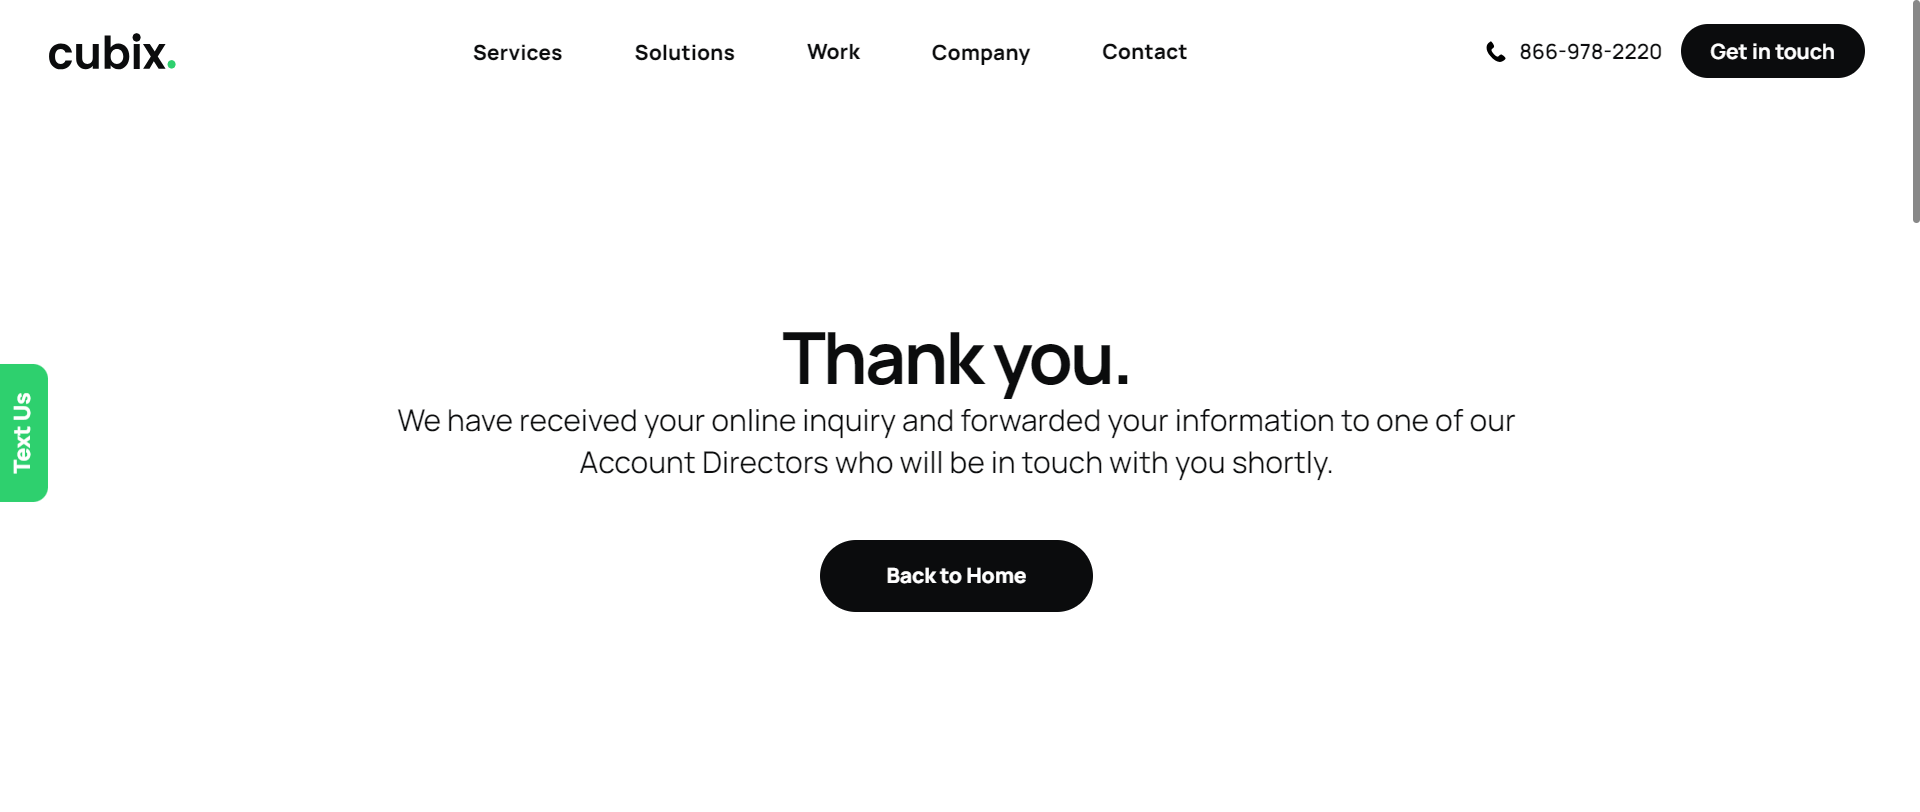 cubix.
Services
Solutions
Work
Company
Contact
866-978-2220
Get in touch
Text Us
Thank you.
We have received your online inquiry and forwarded your information to one of our
Account Directors who will be in touch with you shortly.
Back to Home